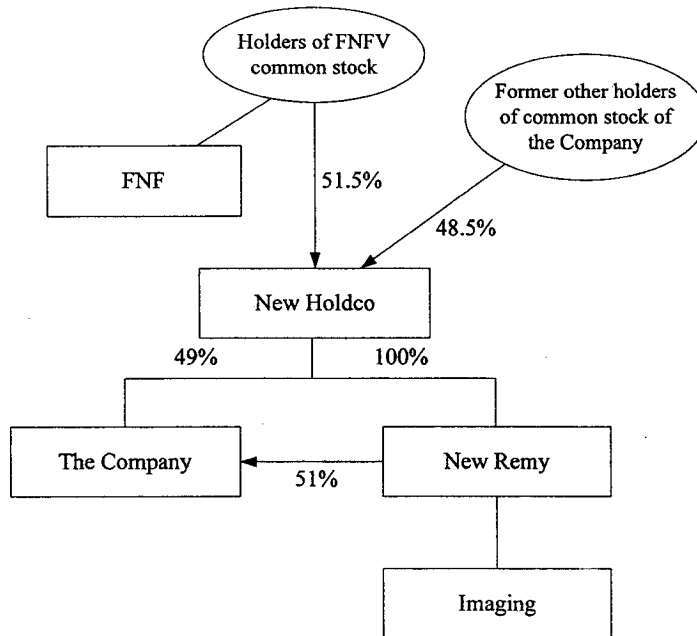 Holders of FNFV
common stock
Former other holders
of common stock of
the Company
FNF
51.5%
48.5%
New Holdco
49%
100%
The Company
51%
New Remy
Imaging